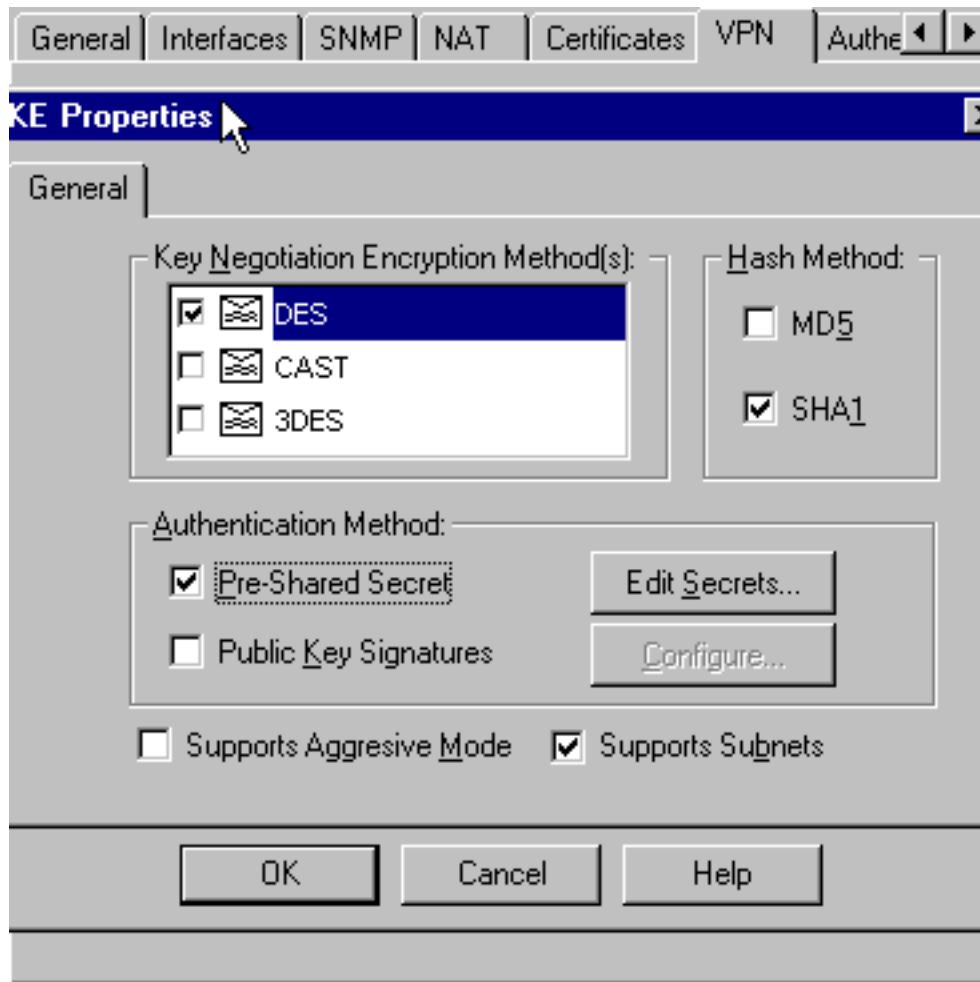 General Interfaces SNMP NAT Certificates VPN Authe
KE Properties
General
Key Negotiation Encryption Method(s):
DES
CAST
3DES
Hash Method:
MD5
SHA1
Authentication Method:
Pre-Shared Secret
Edit Secrets...
Public Key Signatures
Configure...
Supports Aggresive Mode
Supports Subnets
OK Cancel Help